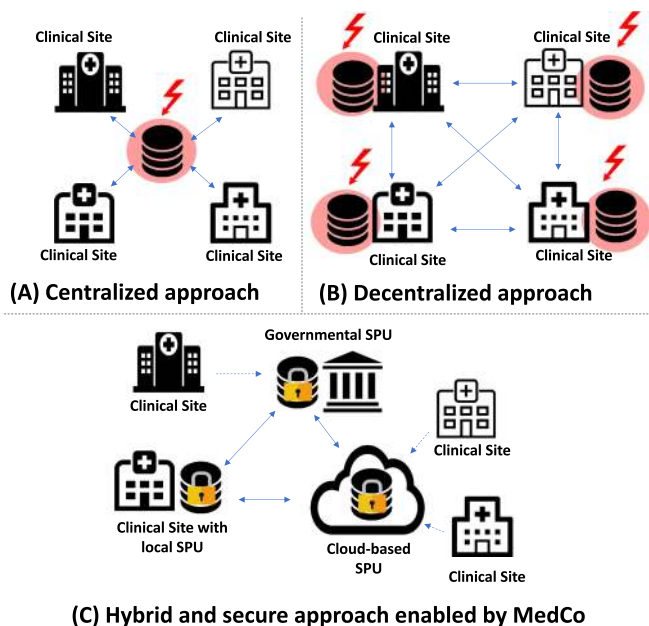 Clinical Site
Clinical Site
Clinical Site
Clinical Site
(A) Centralized approach
Clinical Site
Clinical Site
Clinical Site
Clinical Site
(B) Decentralized approach
Governmental SPU
Clinical Site
Clinical Site
Clinical Site with
local SPU
Cloud-based
SPU
Clinical Site
(C) Hybrid and secure approach enabled by MedCo